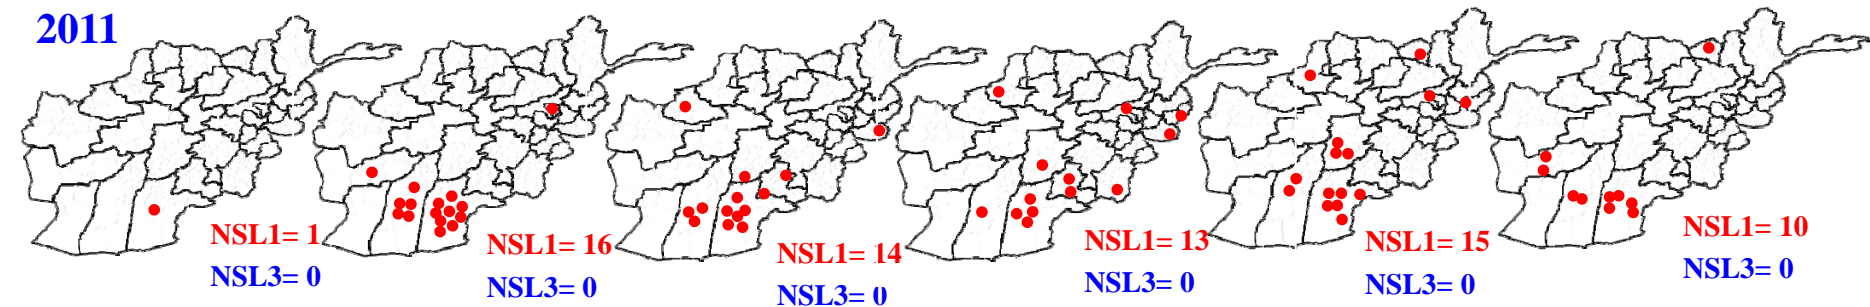 2011
NSL1= 1
NSL3= 0
NSL1= 16
NSL3= 0
NSL1= 14
NSL3= 0
NSL1= 13
NSL3= 0
NSL1= 15
NSL3= 0
NSL1= 10
NSL3= 0